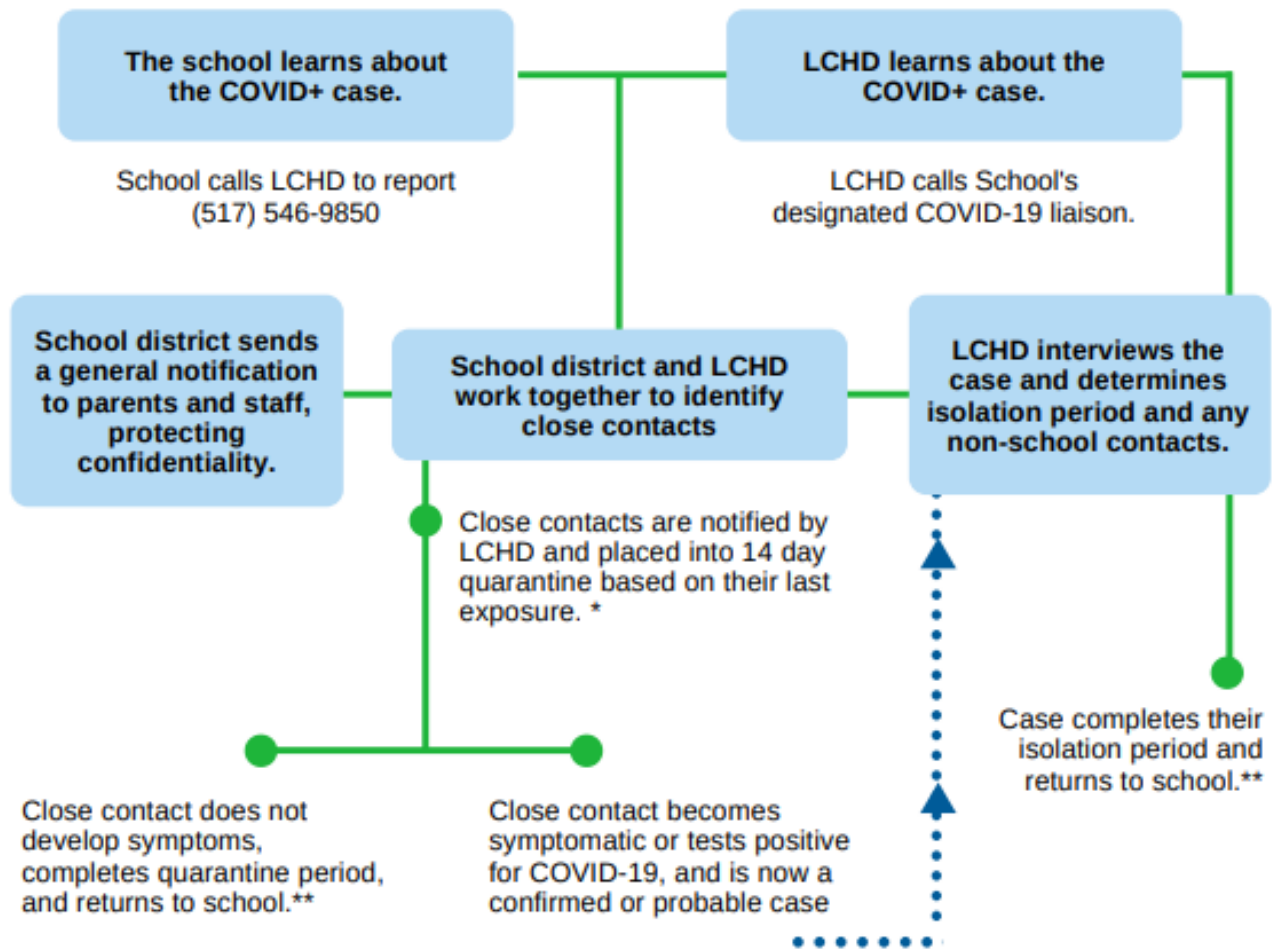 The school learns about
the COVID+ case.
LCHD learns about the
COVID+ case.
School calls LCHD to report
(517) 546-9850
LCHD calls School's
designated COVID-19 liaison.
School district sends
a general notification
to parents and staff,
protecting
confidentiality.
School district and LCHD
work together to identify
close contacts
LCHD interviews the
case and determines
isolation period and any
non-school contacts.
Close contacts are notified by
LCHD and placed into 14 day
quarantine based on their last
exposure. *
Case completes their
isolation period and
returns to school.**
Close contact does not
develop symptoms,
completes quarantine period,
and returns to school.**
Close contact becomes
symptomatic or tests positive
for COVID-19, and is now a
confirmed or probable case